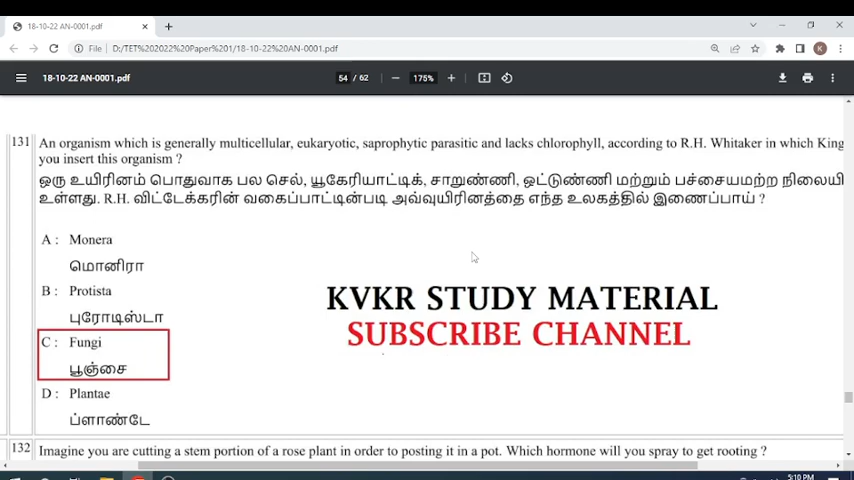 18-10-22 AN-0001.pdf
File
D:/TET%202022%20Paper%201/18-10-22%20AN-0001.pdf
K
18-10-22 AN-0001.pdf
54 / 62
175%
131
An organism which is generally multicellular, eukaryotic, saprophytic parasitic and lacks chlorophyll, according to R.H. Whitaker in which King
you insert this organism ?
ஒரு உயிரினம் பொதுவாக பல செல், யூகேரியாட்டிக், சாறுண்ணி, ஒட்டுண்ணி மற்றும் பச்சையமற்ற நிலையி
உள்ளது. R.H. விட்டேக்கரின் வகைப்பாட்டின்படி அவ்வுயிரினத்தை எந்த உலகத்தில் இணைப்பாய் ?
A : Monera
மொனிரா
B : Protista
புரோடிஸ்டா
C : Fungi
பூஞ்சை
D : Plantae
ப்ளாண்டே
KVKR STUDY MATERIAL
SUBSCRIBE CHANNEL
132
Imagine you are cutting a stem portion of a rose plant in order to posting it in a pot. Which hormone will you spray to get rooting ?
5:10 PM